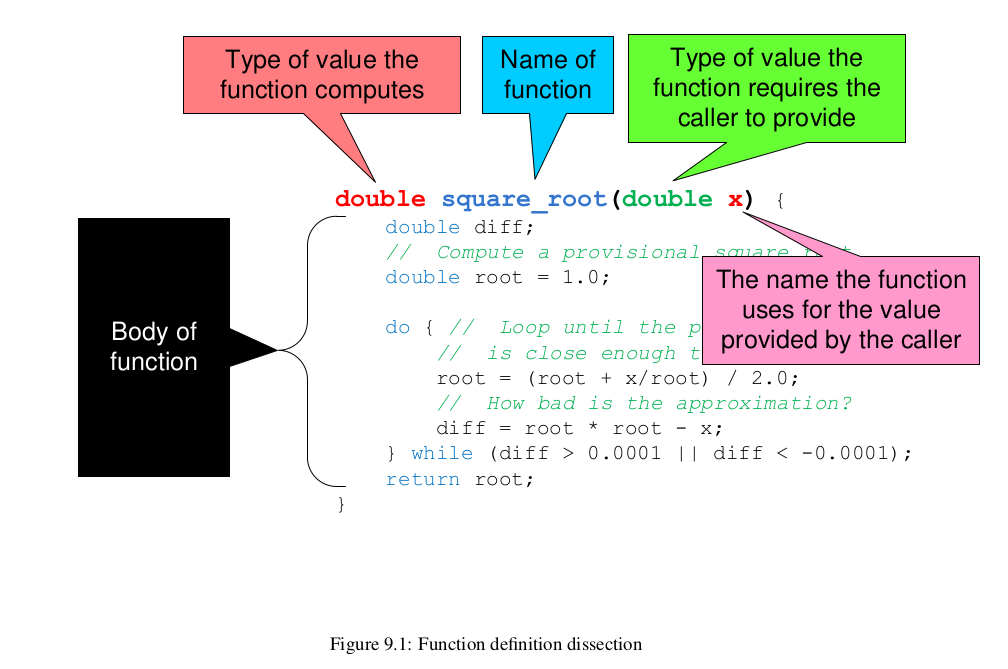 Type of value the
function computes
Name of
function
Type of value the
function requires the
caller to provide
double square_root(double x) {
double diff;
// Compute a provisional square
double root = 1.0;
do { // Loop until the
// is close enough
root = (root + x/root) / 2.0;
// How bad is the approximation?
diff = root * root - x;
} while (diff > 0.0001 || diff < -0.0001);
return root;
}
The name the function
uses for the value
provided by the caller
Body of
function
Figure 9.1: Function definition dissection